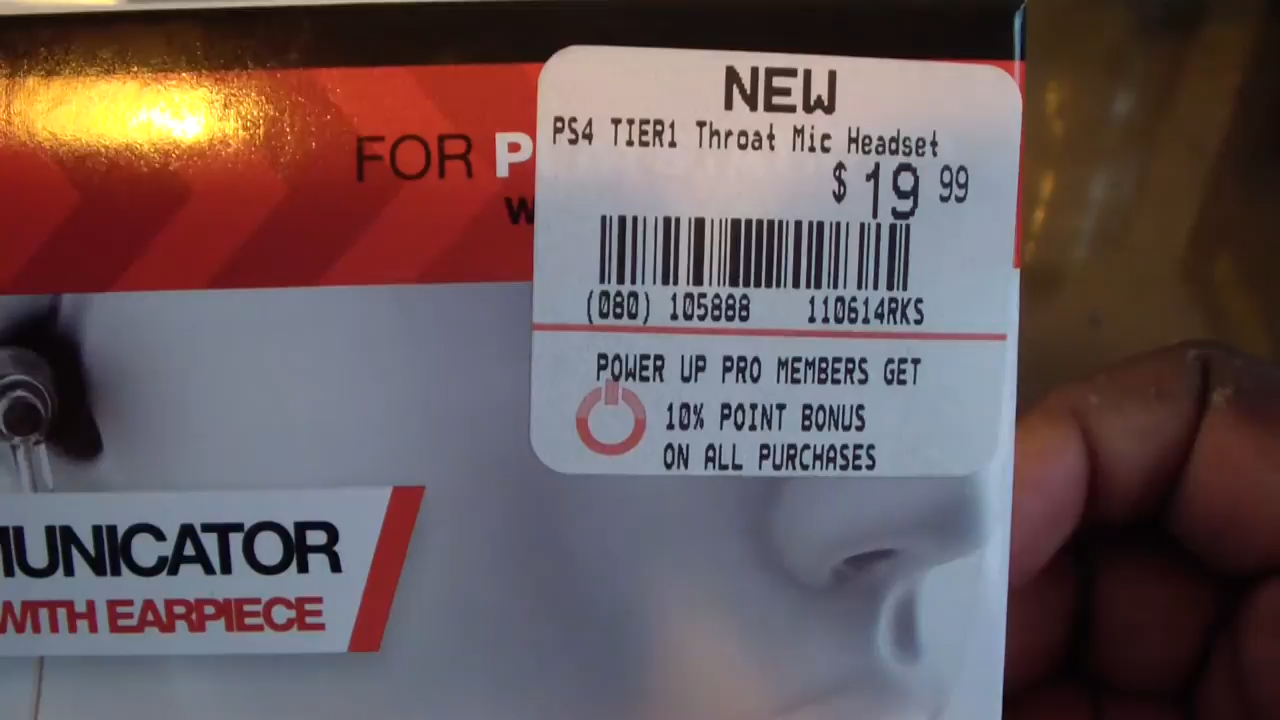 FOR P
W
NEW
PS4 TIER1 Throat Mic Headset
$ 19 99
(080) 105888 110614RKS
POWER UP PRO MEMBERS GET
10% POINT BONUS
ON ALL PURCHASES
MUNICATOR
WITH EARPIECE